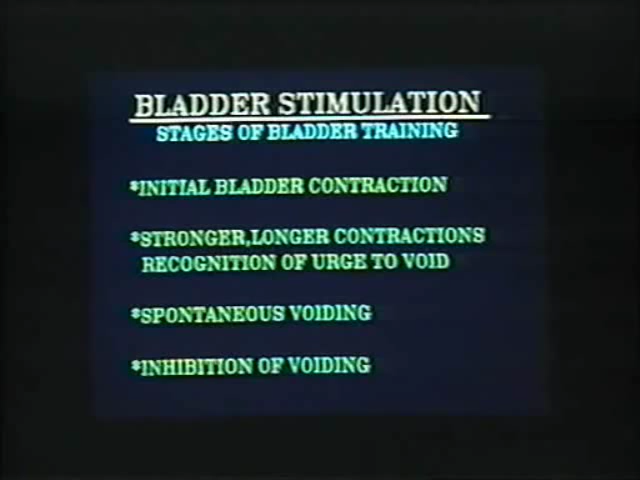 BLADDER STIMULATION
STAGES OF BLADDER TRAINING
*INITIAL BLADDER CONTRACTION
*STRONGER,LONGER CONTRACTIONS
RECOGNITION OF URGE TO VOID
*SPONTANEOUS VOIDING
*INHIBITION OF VOIDING